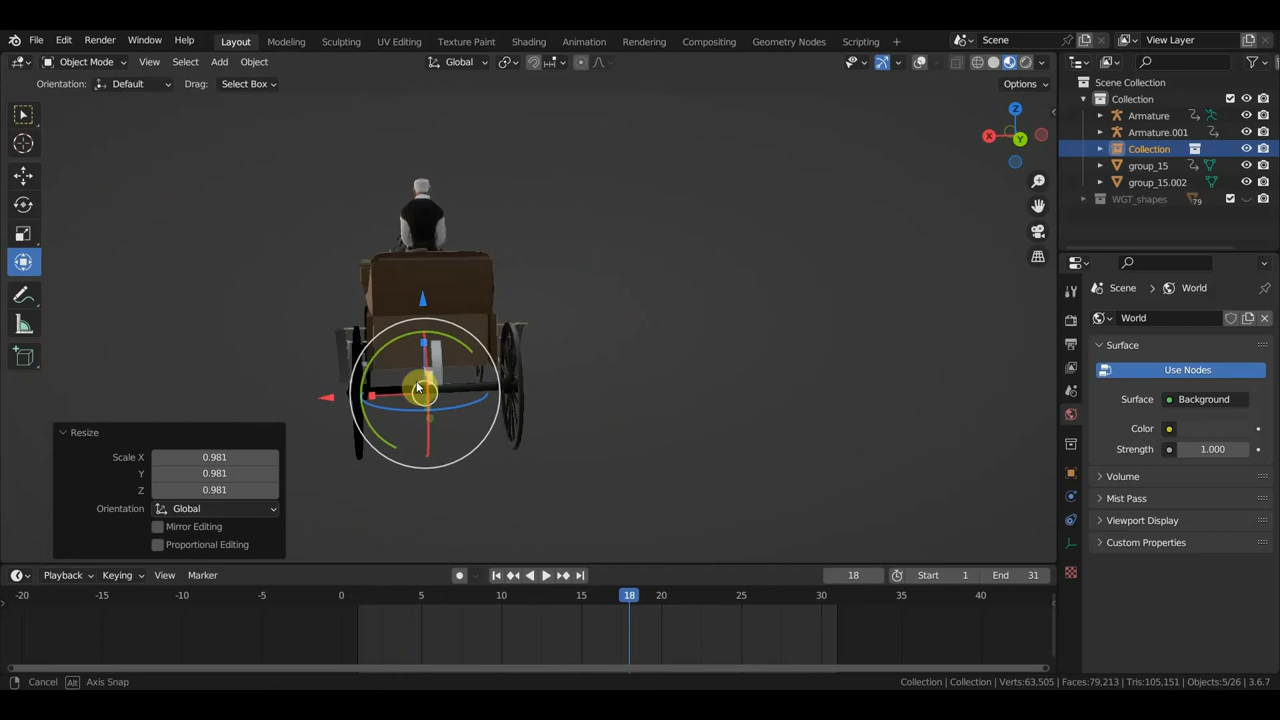 File Edit Render Window Help Layout Modeling Sculpting UV Editing Texture Paint Shading Animation Rendering Compositing Geometry Nodes Scripting + Scene View Layer
Object Mode View Select Add Object Global Options
Orientation: Default Drag: Select Box
Scene Collection
Collection
Armature
Armature.001
Collection
group_15
group_15.002
WGT_shapes 79
Z
X
Y
Scene World
World
Surface
Use Nodes
Surface Background
Color
Strength 1.000
Volume
Mist Pass
Viewport Display
Custom Properties
Resize
Scale X 0.981
Y 0.981
Z 0.981
Orientation Global
Mirror Editing
Proportional Editing
Playback Keying View Marker 18 Start 1 End 31
-20 -15 -10 -5 0 5 10 15 18 20 25 30 35 40
Cancel Alt Axis Snap Collection | Collection | Verts:63,505 | Faces:79,213 | Tris:105,151 | Objects:5/26 | 3.6.7